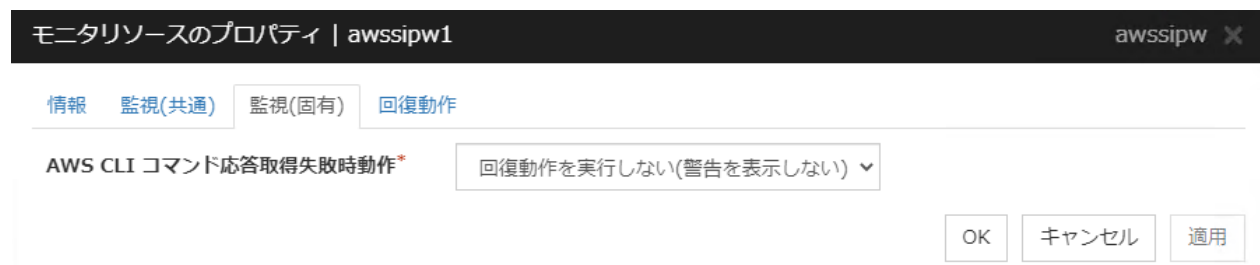 モニタリソースのプロパティ | awssipw1 awssipw ×
情報 監視(共通) 監視(固有) 回復動作
AWS CLI コマンド応答取得失敗時動作* 回復動作を実行しない(警告を表示しない)
OK キャンセル 適用